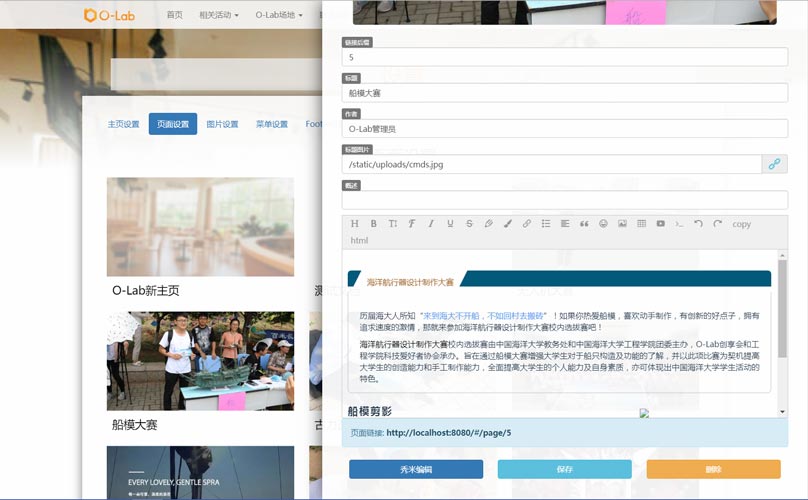 O-Lab
首页
相关活动
O-Lab场地
主页设置
页面设置
图片设置
菜单设置
O-Lab新主页
船模大赛
EVERY LOVELY, GENTLE SPRA
链接后缀
5
标题
船模大赛
作者
O-Lab管理员
标题图片
/static/uploads/cmds.jpg
概述
H B T F I U S copy
html
海洋航行器设计制作大赛
历届海大人所知“来到海大不开船，不如回村去搬砖”！如果你热爱船模，喜欢动手制作，有创新的好点子，拥有
追求速度的激情，那就来参加海洋航行器设计制作大赛校内选拔赛吧！
海洋航行器设计制作大赛校内选拔赛由中国海洋大学教务处和中国海洋大学工程学院团委主办，O-Lab创享会和工
程学院科技爱好者协会承办。旨在通过船模大赛增强大学生对于船只构造及功能的了解，并以此项比赛为契机提高
大学生的创造能力和手工制作能力，全面提高大学生的个人能力及自身素质，亦可体现出中国海洋大学学生活动的
特色。
船模剪影
页面链接: http://localhost:8080/#/page/5
秀米编辑
保存
删除